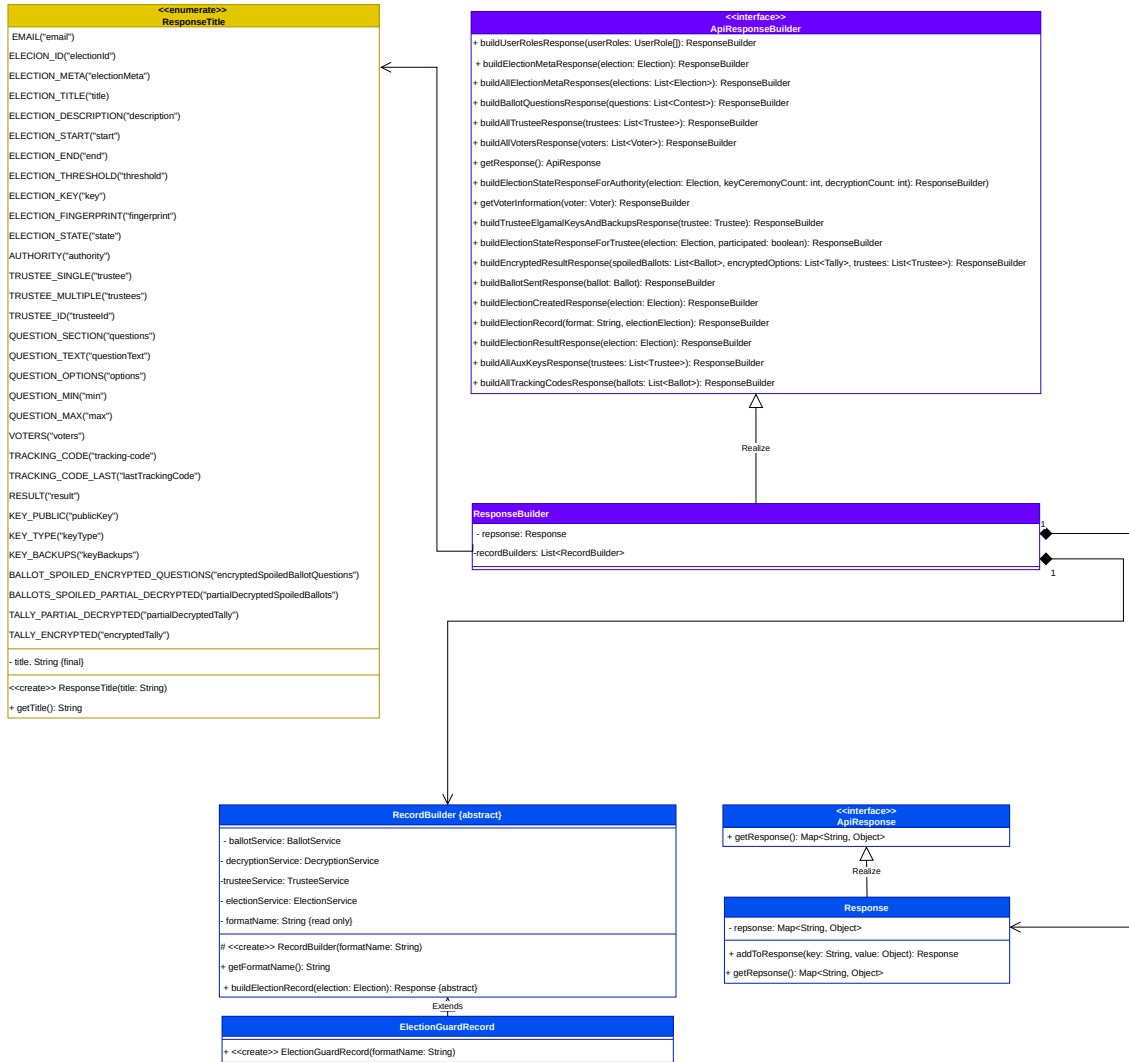 <<enumerate>>
ResponseTitle
EMAIL("email")
ELECION_ID("electionId")
ELECTION_META("electionMeta")
ELECTION_TITLE("title)
ELECTION_DESCRIPTION("description")
ELECTION_START("start")
ELECTION_END("end")
ELECTION_THRESHOLD("threshold")
ELECTION_KEY("key")
ELECTION_FINGERPRINT("fingerprint")
ELECTION_STATE("state")
AUTHORITY("authority")
TRUSTEE_SINGLE("trustee")
TRUSTEE_MULTIPLE("trustees")
TRUSTEE_ID("trusteeId")
QUESTION_SECTION("questions")
QUESTION_TEXT("questionText")
QUESTION_OPTIONS("options")
QUESTION_MIN("min")
QUESTION_MAX("max")
VOTERS("voters")
TRACKING_CODE("tracking-code")
TRACKING_CODE_LAST("lastTrackingCode")
RESULT("result")
KEY_PUBLIC("publicKey")
KEY_TYPE("keyType")
KEY_BACKUPS("keyBackups")
BALLOT_SPOILED_ENCRYPTED_QUESTIONS("encryptedSpoiledBallotQuestions")
BALLOTS_SPOILED_PARTIAL_DECRYPTED("partialDecryptedSpoiledBallots")
TALLY_PARTIAL_DECRYPTED("partialDecryptedTally")
TALLY_ENCRYPTED("encryptedTally")
- title. String {final}
<<create>> ResponseTitle(title: String)
+ getTitle(): String
<<interface>>
ApiResponseBuilder
+ buildUserRolesResponse(userRoles: UserRole[]): ResponseBuilder
+ buildElectionMetaResponse(election: Election): ResponseBuilder
+ buildAllElectionMetaResponses(elections: List<Election>): ResponseBuilder
+ buildBallotQuestionsResponse(questions: List<Contest>): ResponseBuilder
+ buildAllTrusteeResponse(trustees: List<Trustee>): ResponseBuilder
+ buildAllVotersResponse(voters: List<Voter>): ResponseBuilder
+ getResponse(): ApiResponse
+ buildElectionStateResponseForAuthority(election: Election, keyCeremonyCount: int, decryptionCount: int): ResponseBuilder)
+ getVoterInformation(voter: Voter): ResponseBuilder
+ buildTrusteeElgamalKeysAndBackupsResponse(trustee: Trustee): ResponseBuilder
+ buildElectionStateResponseForTrustee(election: Election, participated: boolean): ResponseBuilder
+ buildEncryptedResultResponse(spoiledBallots: List<Ballot>, encryptedOptions: List<Tally>, trustees: List<Trustee>): ResponseBuilder
+ buildBallotSentResponse(ballot: Ballot): ResponseBuilder
+ buildElectionCreatedResponse(election: Election): ResponseBuilder
+ buildElectionRecord(format: String, electionElection): ResponseBuilder
+ buildElectionResultResponse(election: Election): ResponseBuilder
+ buildAllAuxKeysResponse(trustees: List<Trustee>): ResponseBuilder
+ buildAllTrackingCodesResponse(ballots: List<Ballot>): ResponseBuilder
Realize
ResponseBuilder
- repsonse: Response
-recordBuilders: List<RecordBuilder>
1
1
RecordBuilder {abstract}
- ballotService: BallotService
- decryptionService: DecryptionService
-trusteeService: TrusteeService
- electionService: ElectionService
- formatName: String {read only}
# <<create>> RecordBuilder(formatName: String)
+ getFormatName(): String
+ buildElectionRecord(election: Election): Response {abstract}
Extends
ElectionGuardRecord
+ <<create>> ElectionGuardRecord(formatName: String)
<<interface>>
ApiResponse
+ getResponse(): Map<String, Object>
Realize
Response
- repsonse: Map<String, Object>
+ addToResponse(key: String, value: Object): Response
+ getRepsonse(): Map<String, Object>